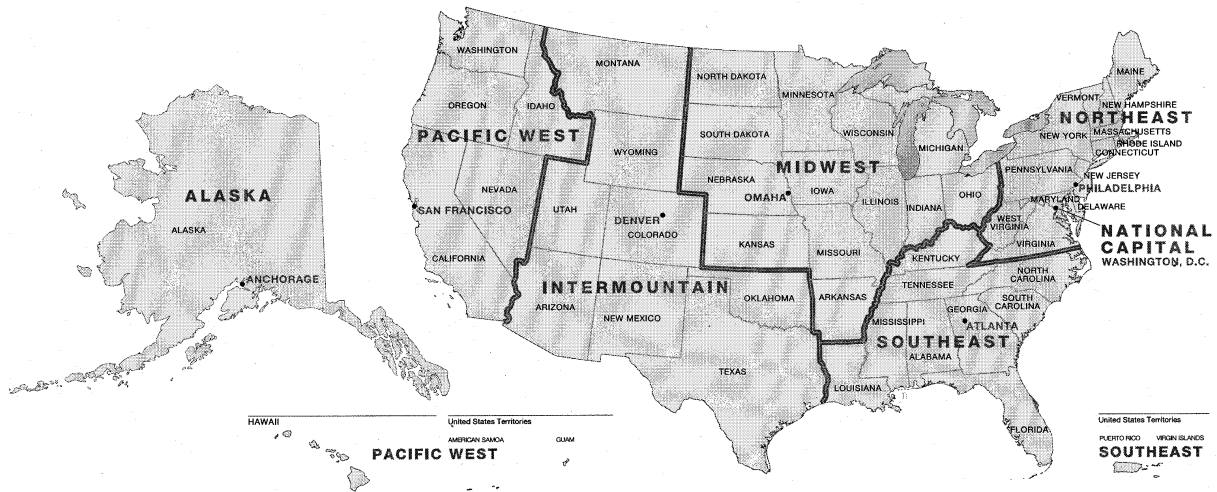 WASHINGTON
MONTANA
NORTH DAKOTA
MINNESOTA
MAINE
OREGON
IDAHO
VERMONT
NEW HAMPSHIRE
NORTHEAST
PACIFIC WEST
SOUTH DAKOTA
WISCONSIN
MICHIGAN
NEW YORK
MASSACHUSETTS
RHODE ISLAND
CONNECTICUT
WYOMING
MIDWEST
PENNSYLVANIA
NEW JERSEY
PHILADELPHIA
ALASKA
NEVADA
NEBRASKA
OMAHA
IOWA
ILLINOIS
INDIANA
OHIO
MARYLAND
DELAWARE
SAN FRANCISCO
UTAH
DENVER
COLORADO
WEST
VIRGINIA
ALASKA
KANSAS
MISSOURI
VIRGINIA
NATIONAL
CAPITAL
WASHINGTON, D.C.
CALIFORNIA
KENTUCKY
ANCHORAGE
INTERMOUNTAIN
TENNESSEE
NORTH
CAROLINA
ARIZONA
NEW MEXICO
OKLAHOMA
ARKANSAS
SOUTH
CAROLINA
GEORGIA
ATLANTA
MISSISSIPPI
SOUTHEAST
ALABAMA
TEXAS
LOUISIANA
FLORIDA
HAWAII
United States Territories
AMERICAN SAMOA
GUAM
PACIFIC WEST
United States Territories
PUERTO RICO
VIRGIN ISLANDS
SOUTHEAST